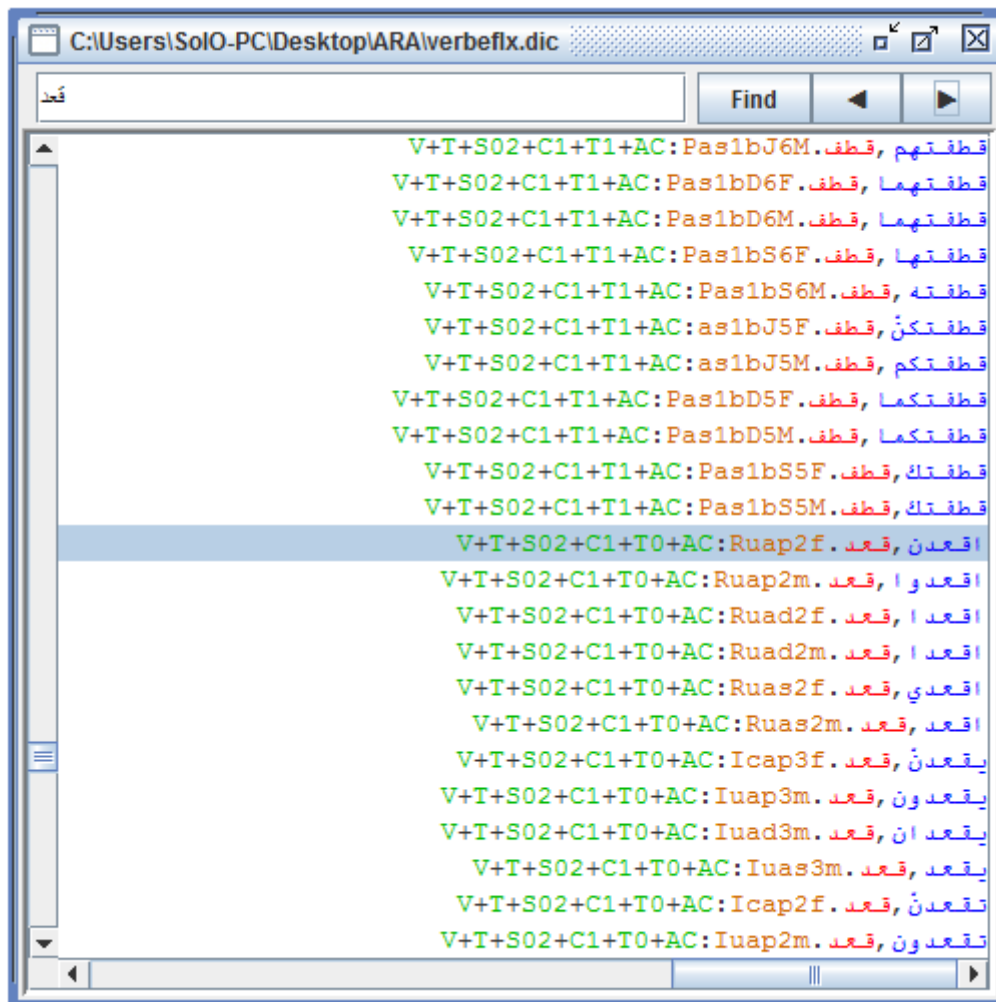 C:\Users\SolO-PC\Desktop\ARA\verbeflx.dic
قعد
Find
قطفتهم,قطف.V+T+S02+C1+T1+AC:Pas1bJ6M
قطفتهما,قطف.V+T+S02+C1+T1+AC:Pas1bD6F
قطفتهما,قطف.V+T+S02+C1+T1+AC:Pas1bD6M
قطفتها,قطف.V+T+S02+C1+T1+AC:Pas1bS6F
قطفته,قطف.V+T+S02+C1+T1+AC:Pas1bS6M
قطفتكنّ,قطف.V+T+S02+C1+T1+AC:as1bJ5F
قطفتكم,قطف.V+T+S02+C1+T1+AC:as1bJ5M
قطفتكما,قطف.V+T+S02+C1+T1+AC:Pas1bD5F
قطفتكما,قطف.V+T+S02+C1+T1+AC:Pas1bD5M
قطفتك,قطف.V+T+S02+C1+T1+AC:Pas1bS5F
قطفتك,قطف.V+T+S02+C1+T1+AC:Pas1bS5M
اقعدن,قعد.V+T+S02+C1+T0+AC:Ruap2f
اقعدوا,قعد.V+T+S02+C1+T0+AC:Ruap2m
اقعدا,قعد.V+T+S02+C1+T0+AC:Ruad2f
اقعدا,قعد.V+T+S02+C1+T0+AC:Ruad2m
اقعدي,قعد.V+T+S02+C1+T0+AC:Ruas2f
اقعد,قعد.V+T+S02+C1+T0+AC:Ruas2m
يقعدنّ,قعد.V+T+S02+C1+T0+AC:Icap3f
يقعدون,قعد.V+T+S02+C1+T0+AC:Iuap3m
يقعدان,قعد.V+T+S02+C1+T0+AC:Iuad3m
يقعد,قعد.V+T+S02+C1+T0+AC:Iuas3m
تقعدنّ,قعد.V+T+S02+C1+T0+AC:Icap2f
تقعدون,قعد.V+T+S02+C1+T0+AC:Iuap2m